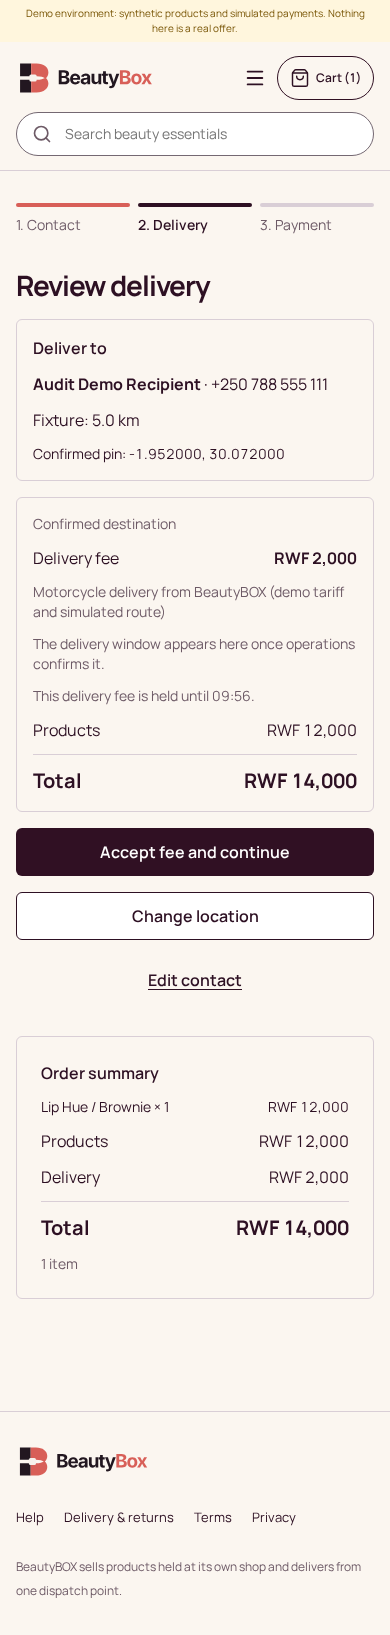 Demo environment: synthetic products and simulated payments. Nothing
here is a real offer.
BeautyBox
Cart (1)
Search beauty essentials
1. Contact
2. Delivery
3. Payment
Review delivery
Deliver to
Audit Demo Recipient · +250 788 555 111
Fixture: 5.0 km
Confirmed pin: -1.952000, 30.072000
Confirmed destination
Delivery fee RWF 2,000
Motorcycle delivery from BeautyBOX (demo tariff
and simulated route)
The delivery window appears here once operations
confirms it.
This delivery fee is held until 09:56.
Products RWF 12,000
Total RWF 14,000
Accept fee and continue
Change location
Edit contact
Order summary
Lip Hue / Brownie × 1 RWF 12,000
Products RWF 12,000
Delivery RWF 2,000
Total RWF 14,000
1 item
BeautyBox
Help Delivery & returns Terms Privacy
BeautyBOX sells products held at its own shop and delivers from
one dispatch point.